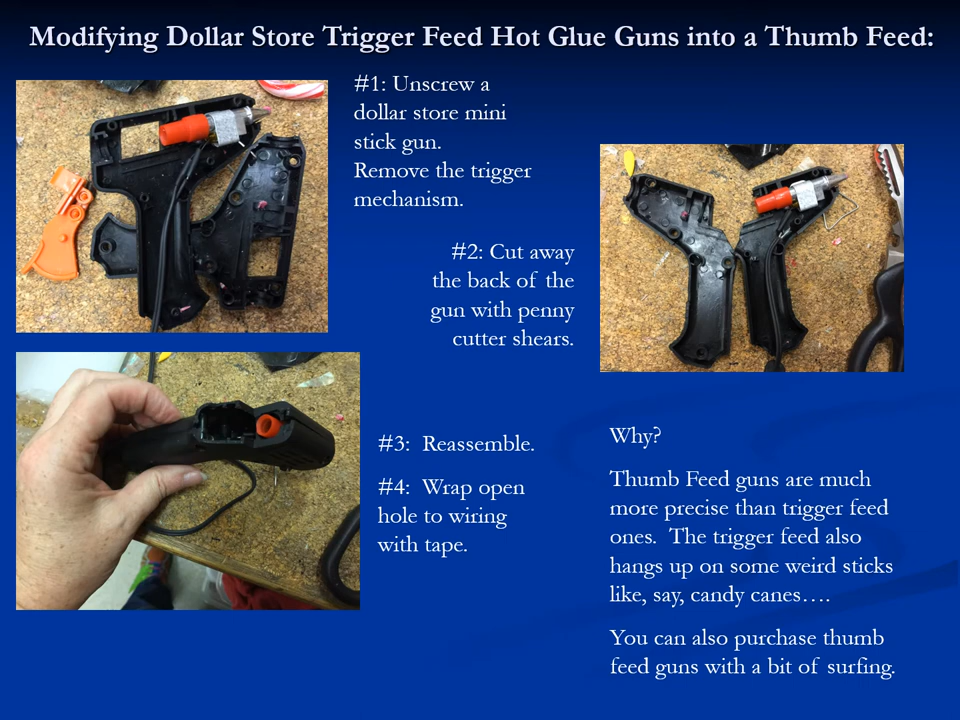 Modifying Dollar Store Trigger Feed Hot Glue Guns into a Thumb Feed:
#1: Unscrew a
dollar store mini
stick gun.
Remove the trigger
mechanism.
#2: Cut away
the back of the
gun with penny
cutter shears.
#3: Reassemble.
#4: Wrap open
hole to wiring
with tape.
Why?
Thumb Feed guns are much
more precise than trigger feed
ones. The trigger feed also
hangs up on some weird sticks
like, say, candy canes….
You can also purchase thumb
feed guns with a bit of surfing.